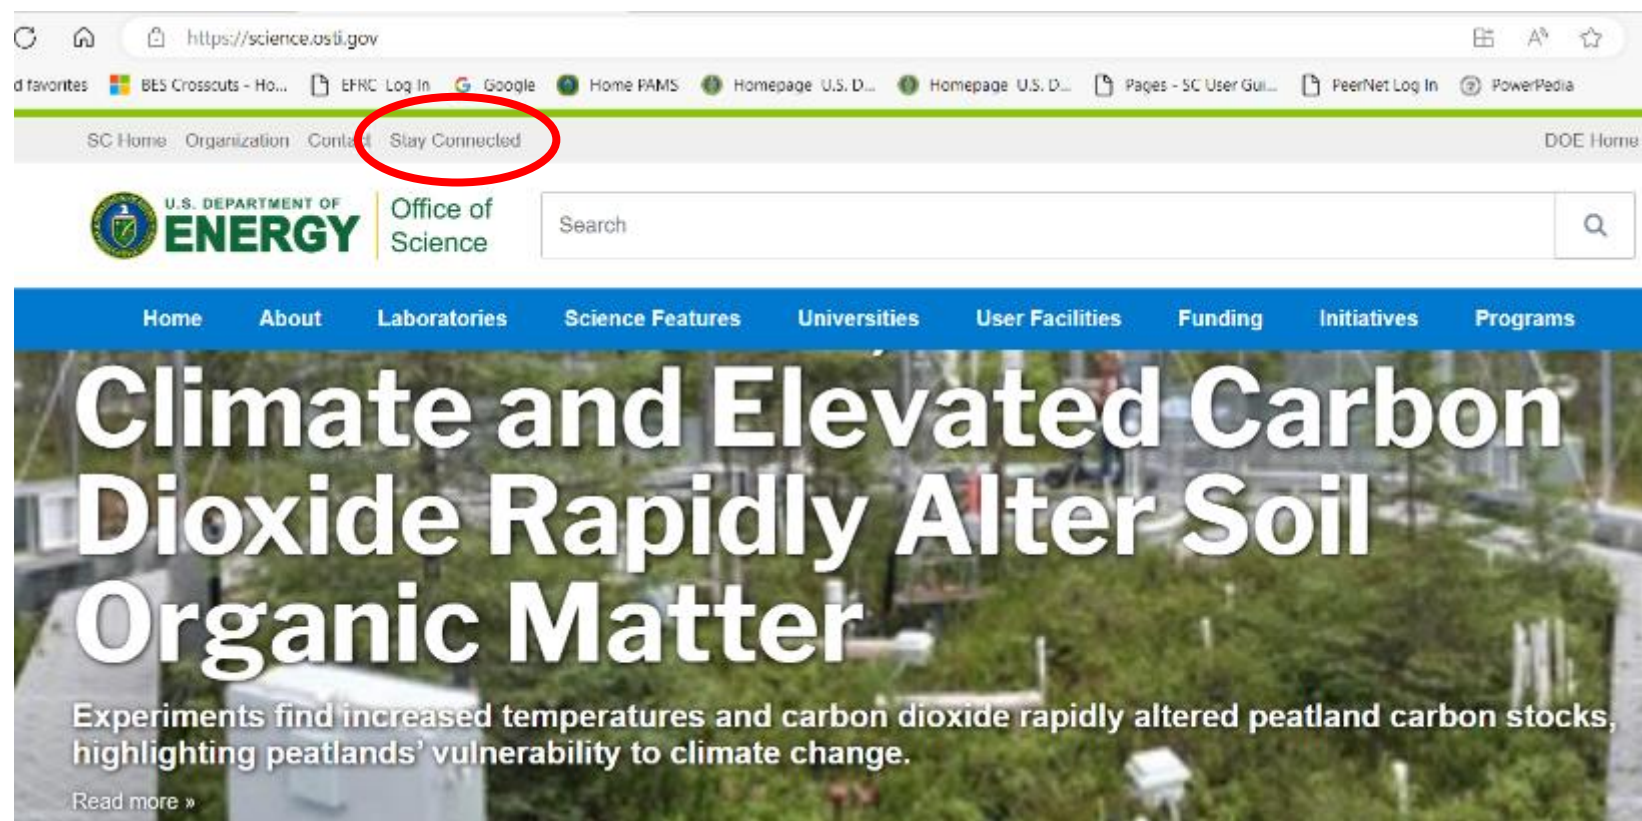 https://science.osti.gov
d favorites BES Crosscuts - Ho... EFRC Log In Google Home PAMS Homepage U.S. D... Homepage U.S. D... Pages - SC User Gui... PeerNet Log In PowerPedia
SC Home Organization Contact Stay Connected DOE Home
U.S. DEPARTMENT OF
ENERGY
Office of
Science
Search
Home About Laboratories Science Features Universities User Facilities Funding Initiatives Programs
Climate and Elevated Carbon
Dioxide Rapidly Alter Soil
Organic Matter
Experiments find increased temperatures and carbon dioxide rapidly altered peatland carbon stocks,
highlighting peatlands’ vulnerability to climate change.
Read more »